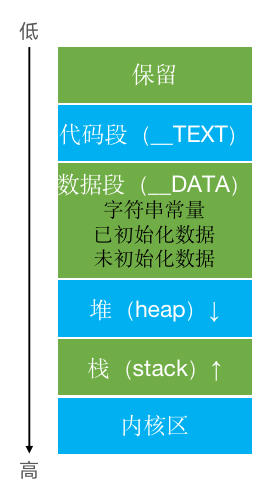 低
保留
代码段（__TEXT）
数据段（__DATA）
字符串常量
已初始化数据
未初始化数据
堆（heap）↓
栈（stack）↑
内核区
高